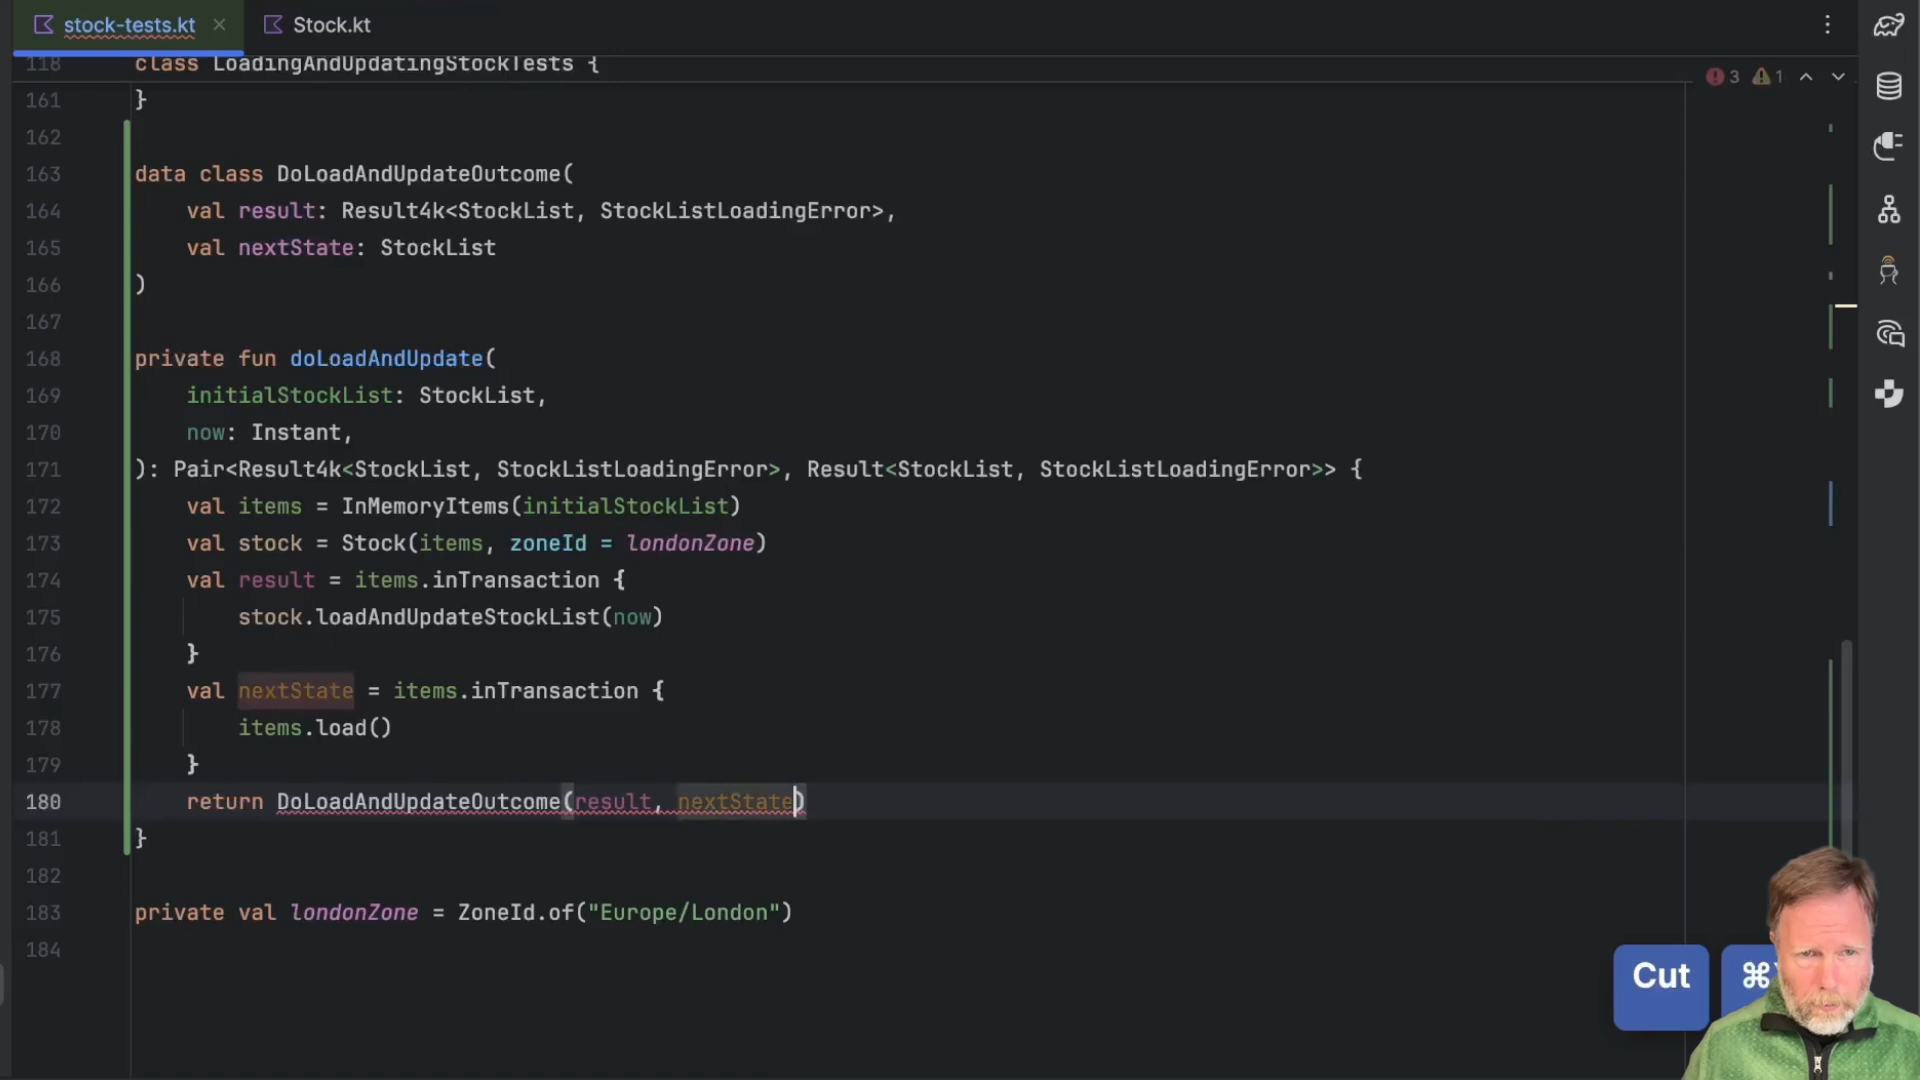 stock-tests.kt
Stock.kt
118 class LoadingAndUpdatingStockTests {
3 1
161 }
162
163 data class DoLoadAndUpdateOutcome(
164 val result: Result4k<StockList, StockListLoadingError>,
165 val nextState: StockList
166 )
167
168 private fun doLoadAndUpdate(
169 initialStockList: StockList,
170 now: Instant,
171 ): Pair<Result4k<StockList, StockListLoadingError>, Result<StockList, StockListLoadingError>> {
172 val items = InMemoryItems(initialStockList)
173 val stock = Stock(items, zoneId = londonZone)
174 val result = items.inTransaction {
175 stock.loadAndUpdateStockList(now)
176 }
177 val nextState = items.inTransaction {
178 items.load()
179 }
180 return DoLoadAndUpdateOutcome(result, nextState)
181 }
182
183 private val londonZone = ZoneId.of("Europe/London")
184
Cut ⌘